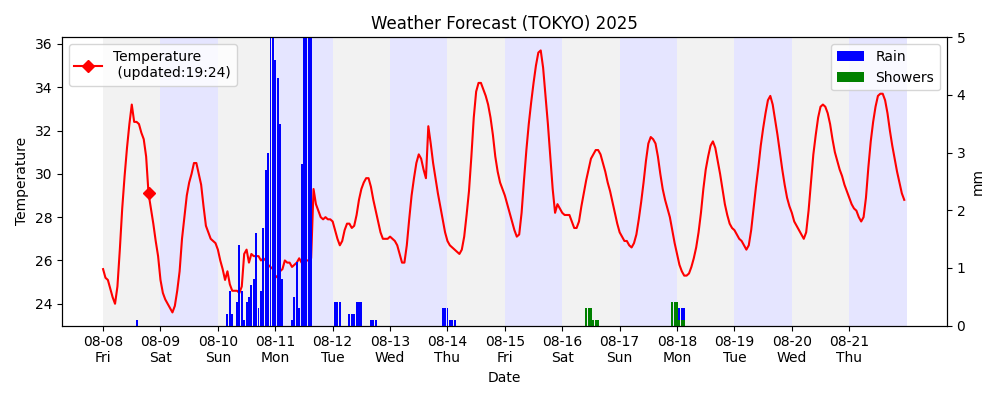 Weather Forecast (TOKYO) 2025
Temperature
(updated:19:24)
Rain
Showers
36
34
32
30
28
26
24
Temperature
5
4
3
2
1
0
mm
08-08 08-09 08-10 08-11 08-12 08-13 08-14 08-15 08-16 08-17 08-18 08-19 08-20 08-21
Fri Sat Sun Mon Tue Wed Thu Fri Sat Sun Mon Tue Wed Thu
Date